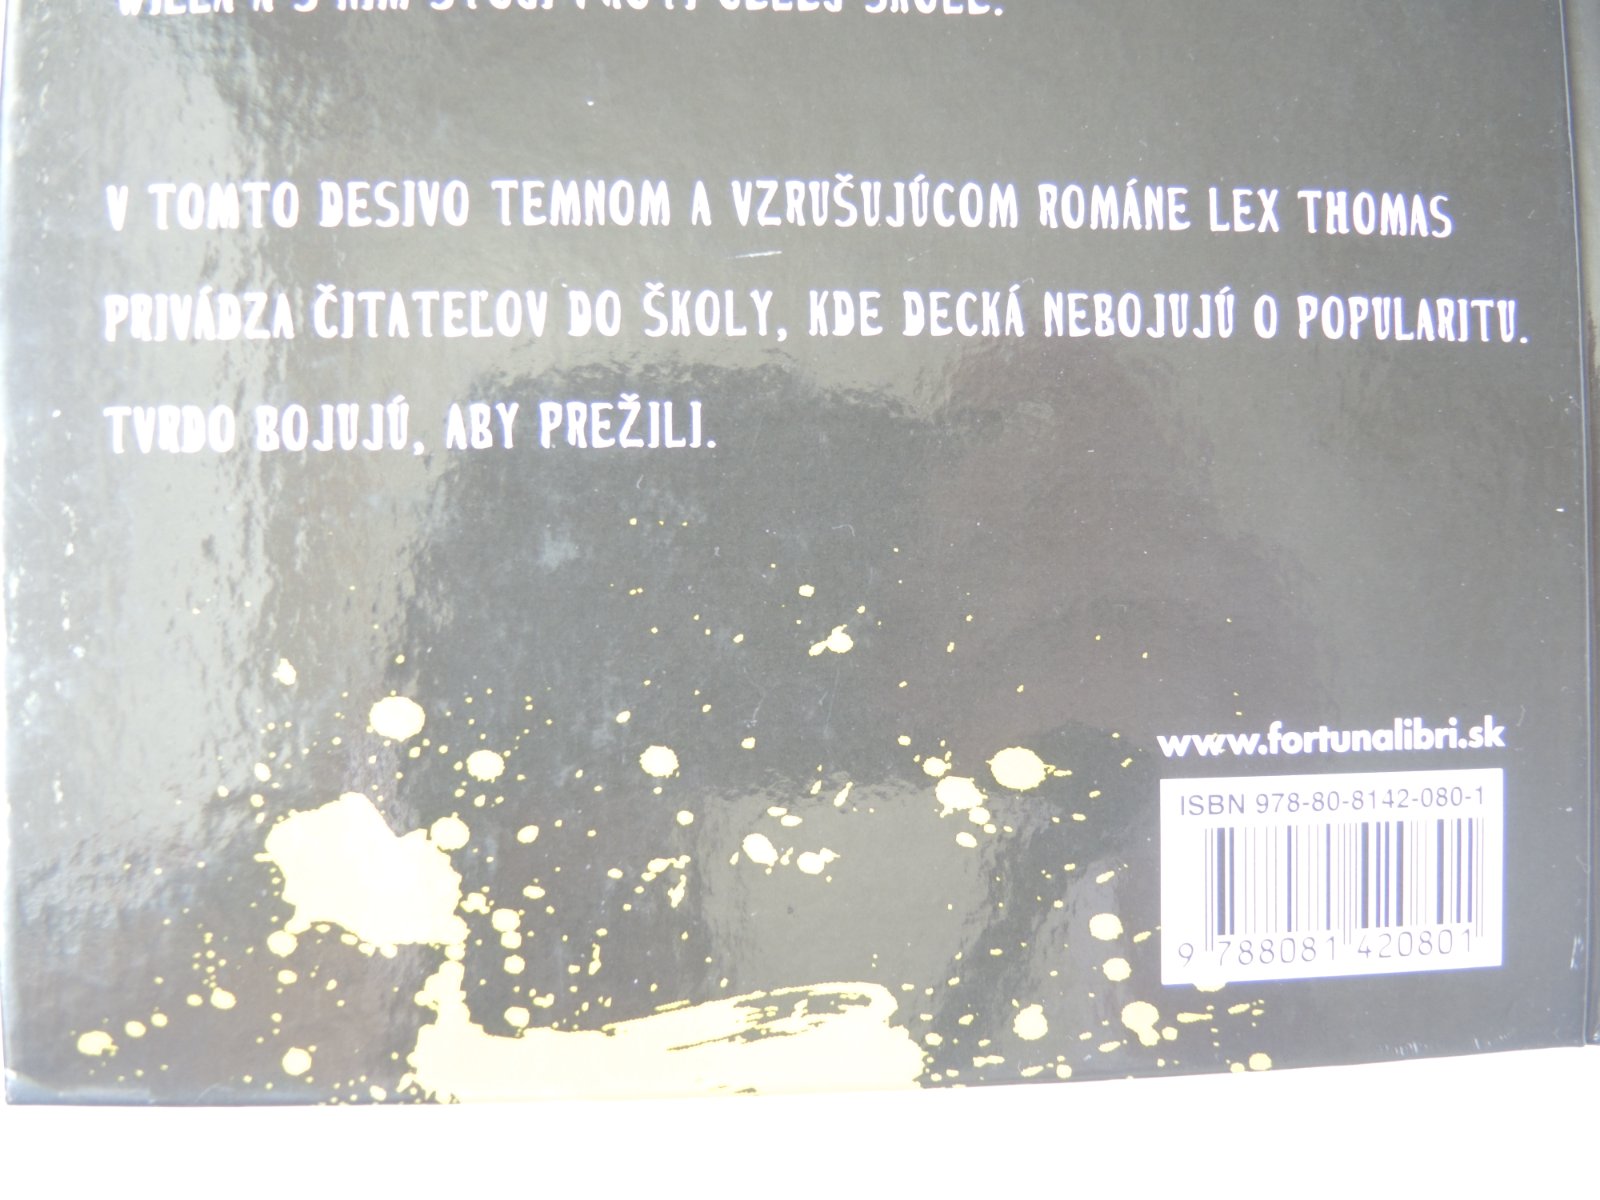 V TOMTO DESIVO TEMNOM A VZRUŠUJÚCOM ROMÁNE LEX THOMAS
PRIVÁDZA ČITATEĽOV DO ŠKOLY, KDE DECKÁ NEBOJUJÚ O POPULARITU.
TVRDO BOJUJÚ, ABY PREŽILI.
www.fortunalibri.sk
ISBN 978-80-8142-080-1
9 788081 420801